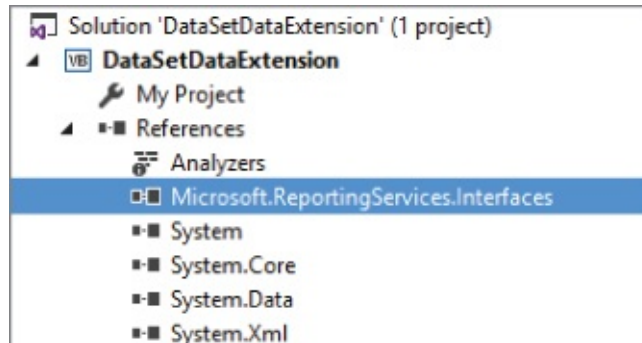 Solution 'DataSetDataExtension' (1 project)
VB DataSetDataExtension
My Project
References
Analyzers
Microsoft.ReportingServices.Interfaces
System
System.Core
System.Data
System.Xml